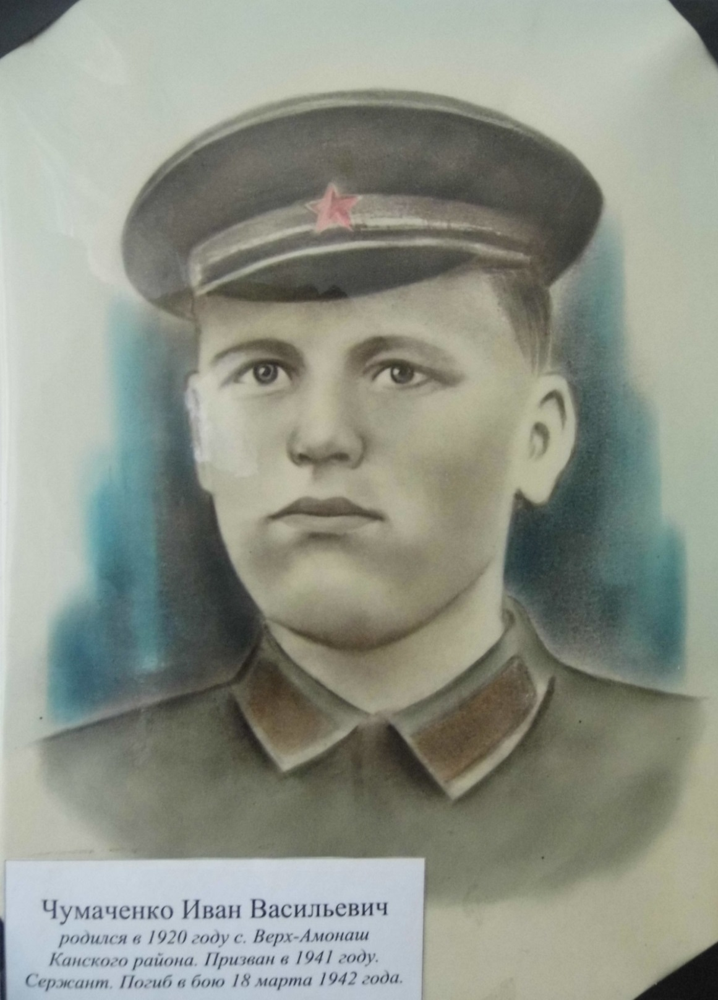 Чумаченко Иван Васильевич
родился в 1920 году с. Верх-Амонаш
Канского района. Призван в 1941 году.
Сержант. Погиб в бою 18 марта 1942 года.